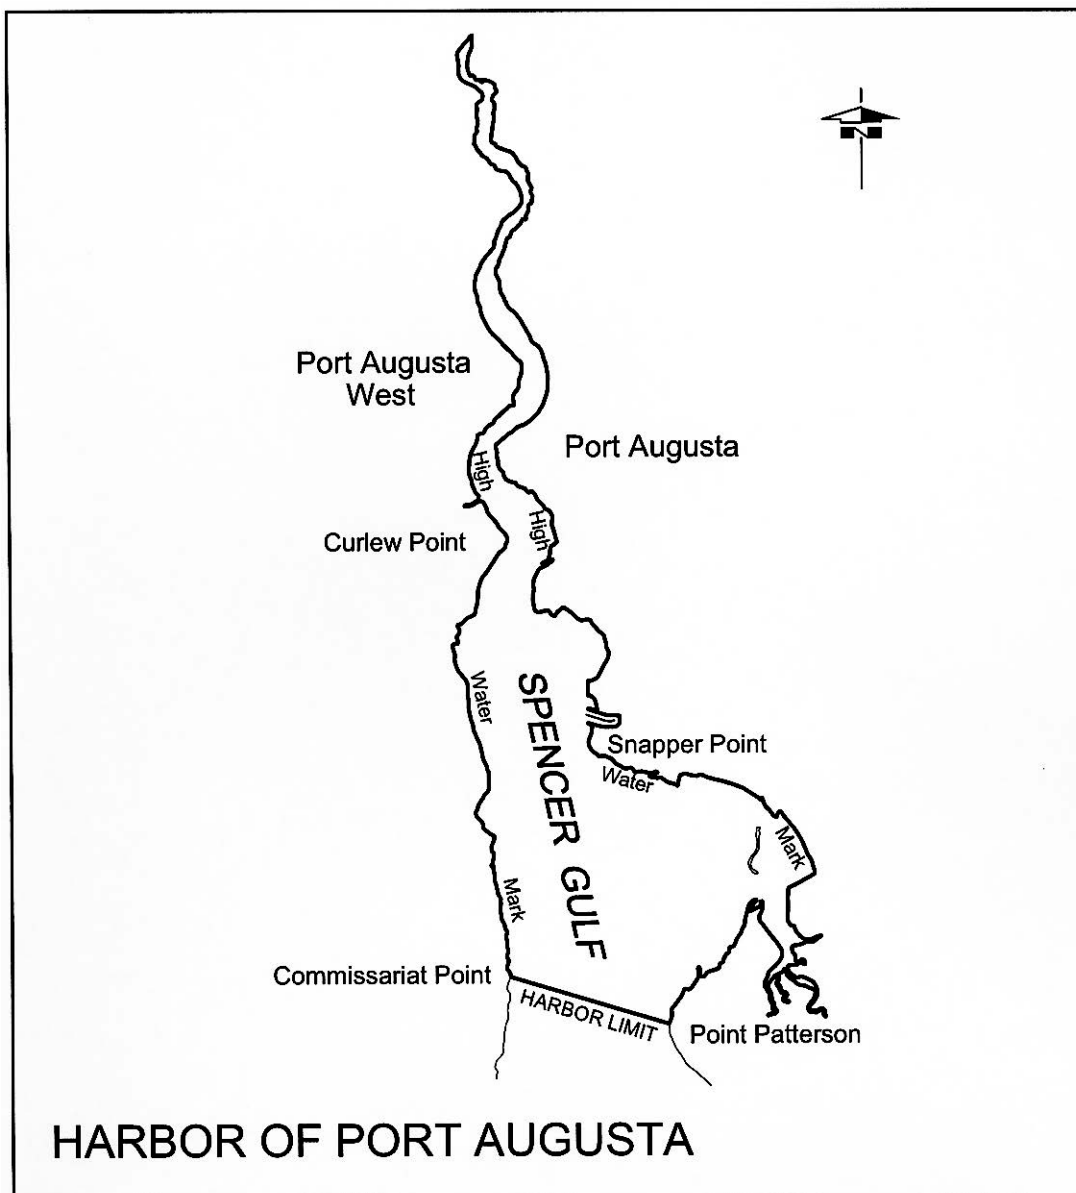 N
Port Augusta
West
Port Augusta
High
High
Curlew Point
Water
SPENCER GULF
Snapper Point
Water
Mark
Mark
Commissariat Point
HARBOR LIMIT
Point Patterson
HARBOR OF PORT AUGUSTA